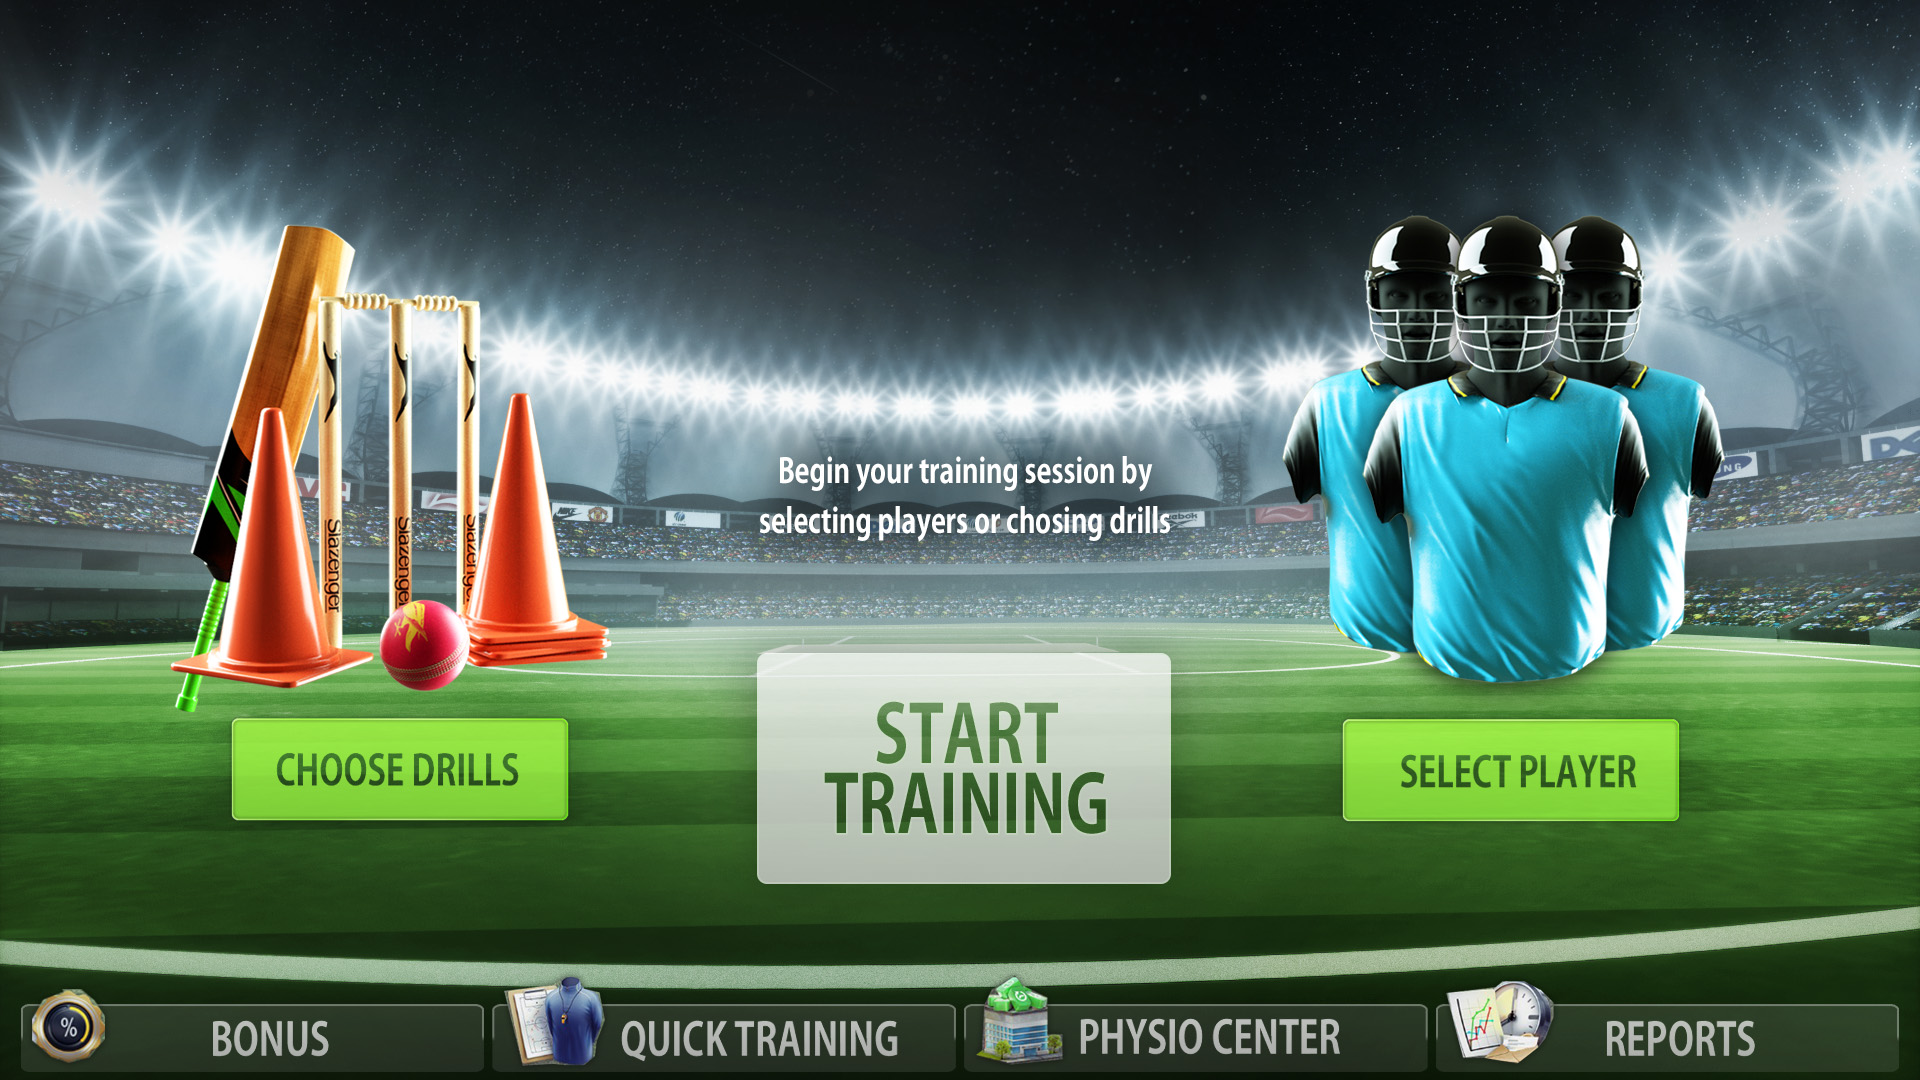 Begin your training session by
selecting players or chosing drills
Slazenger
Slazenger
NIKE
CHOOSE DRILLS
START
TRAINING
SELECT PLAYER
%
BONUS
QUICK TRAINING
PHYSIO CENTER
REPORTS